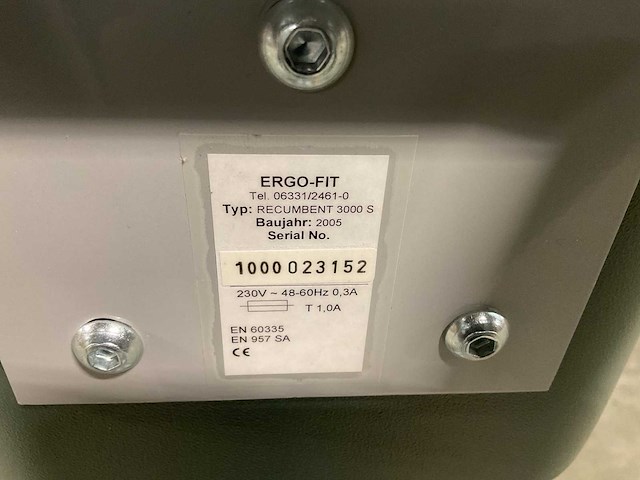 ERGO-FIT
Tel. 06331/2461-0
Typ: RECUMBENT 3000 S
Baujahr: 2005
Serial No.
1000023152
230V ~ 48-60Hz 0,3A
T 1,0A
EN 60335
EN 957 SA
CE